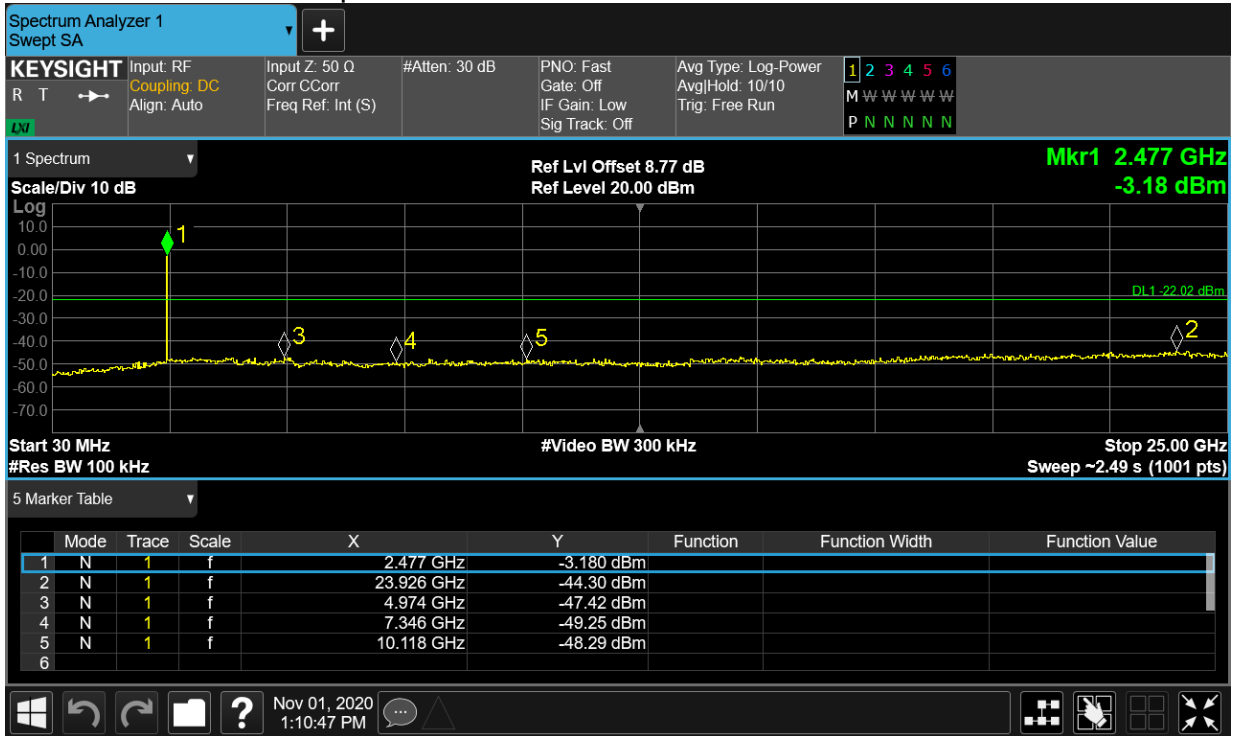 Spectrum Analyzer 1
Swept SA
+
KEYSIGHT
R T
LXI
Input: RF
Coupling: DC
Align: Auto
Input Z: 50 Ω
Corr CCorr
Freq Ref: Int (S)
#Atten: 30 dB
PNO: Fast
Gate: Off
IF Gain: Low
Sig Track: Off
Avg Type: Log-Power
Avg|Hold: 10/10
Trig: Free Run
1 2 3 4 5 6
M W W W W W
P N N N N N
1 Spectrum
Scale/Div 10 dB
Ref Lvl Offset 8.77 dB
Ref Level 20.00 dBm
Mkr1 2.477 GHz
-3.18 dBm
Log
10.0
0.00
-10.0
-20.0
-30.0
-40.0
-50.0
-60.0
-70.0
1
3
4
5
2
DL1 -22.02 dBm
Start 30 MHz
#Res BW 100 kHz
#Video BW 300 kHz
Stop 25.00 GHz
Sweep ~2.49 s (1001 pts)
5 Marker Table
Mode Trace Scale X Y Function Function Width Function Value
1 N 1 f 2.477 GHz -3.180 dBm
2 N 1 f 23.926 GHz -44.30 dBm
3 N 1 f 4.974 GHz -47.42 dBm
4 N 1 f 7.346 GHz -49.25 dBm
5 N 1 f 10.118 GHz -48.29 dBm
6
?
Nov 01, 2020
1:10:47 PM